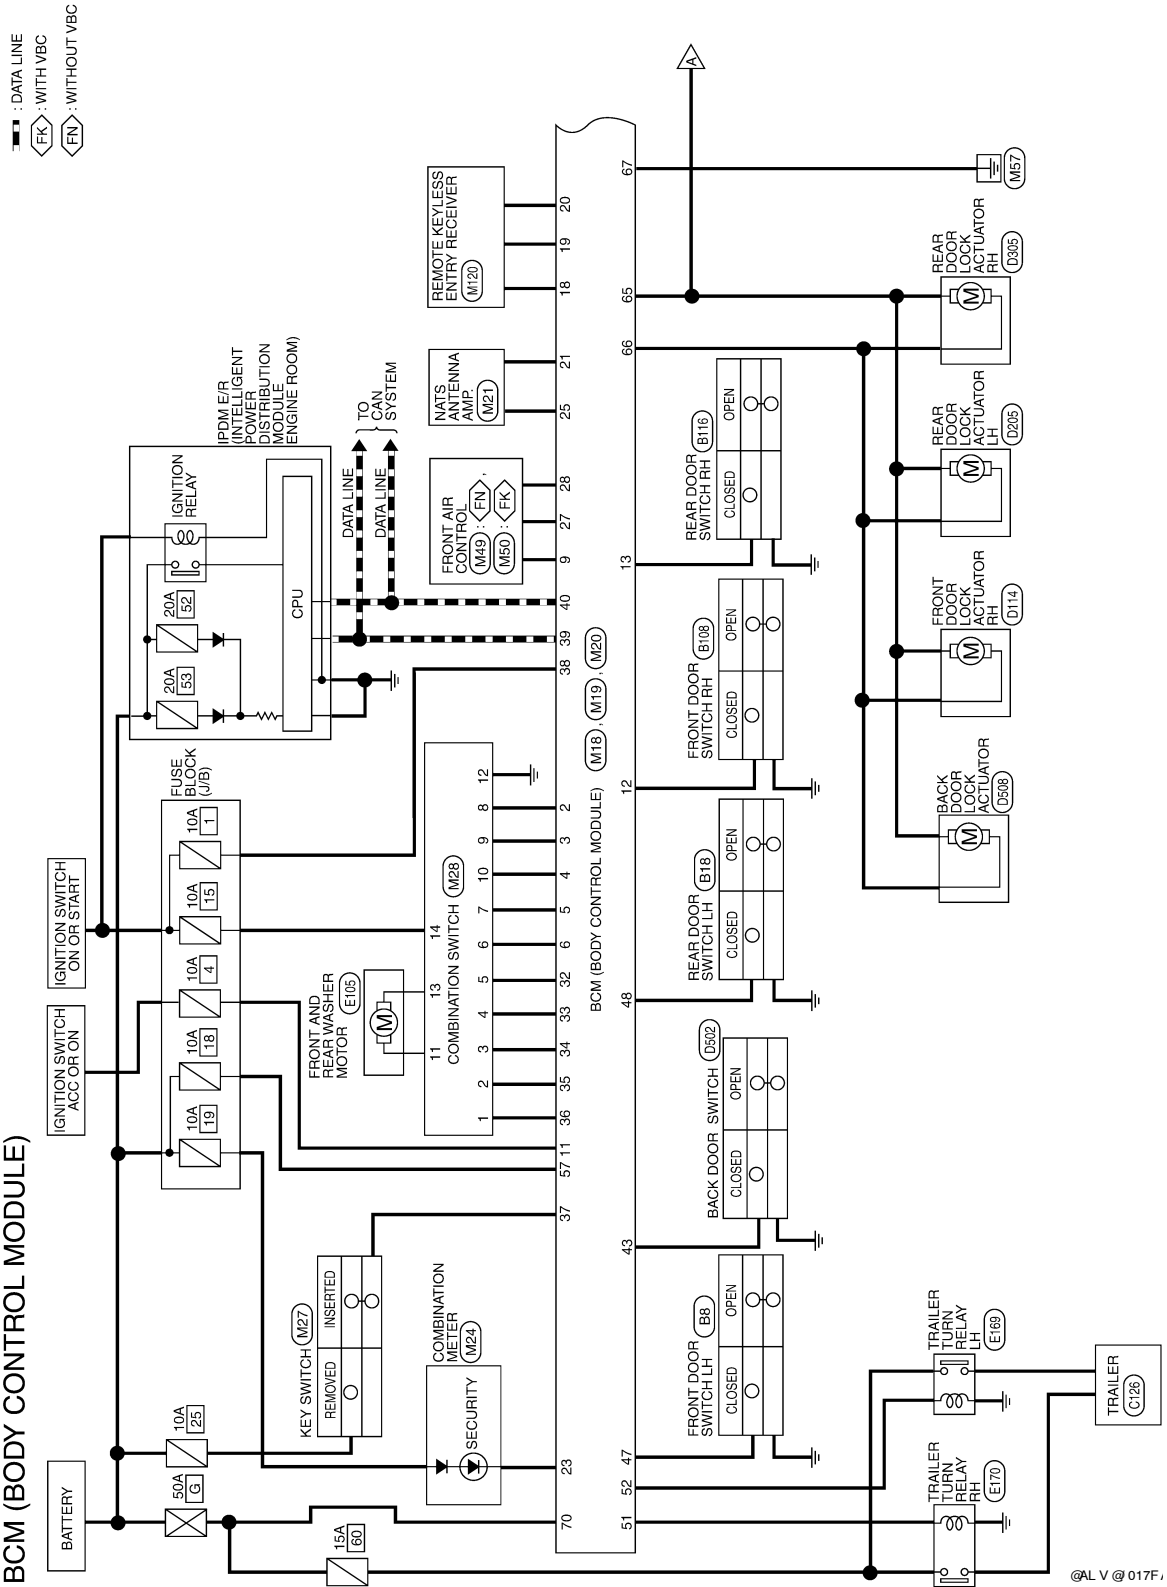 BCM (BODY CONTROL MODULE)
: DATA LINE
FK : WITH VBC
FN : WITHOUT VBC
BATTERY
IGNITION SWITCH
ACC OR ON
IGNITION SWITCH
ON OR START
50A
G
10A
25
15A
60
FUSE
BLOCK
(J/B)
10A
19
10A
18
10A
4
10A
15
10A
1
20A
53
20A
52
IGNITION
RELAY
CPU
IPDM E/R
(INTELLIGENT
POWER
DISTRIBUTION
MODULE
ENGINE ROOM)
DATA LINE
DATA LINE
TO
CAN
SYSTEM
KEY SWITCH M27
REMOVED INSERTED
COMBINATION
METER
M24
SECURITY
FRONT AND
REAR WASHER
MOTOR E105
M
11 13 14
COMBINATION SWITCH M28
1 2 3 4 5 6 7 10 9 8 12
FRONT AIR
CONTROL
M49 : FN ,
M50 : FK
NATS
ANTENNA
AMP.
M21
REMOTE KEYLESS
ENTRY RECEIVER
M120
70 23 37 57 11 36 35 34 33 32 6 5 4 3 2 38 39 40 9 27 28 25 21 18 19 20
BCM (BODY CONTROL MODULE) M18 , M19 , M20
51 52 47 43 48 12 13 66 65 67
FRONT DOOR
SWITCH LH B8
CLOSED OPEN
BACK DOOR SWITCH D502
CLOSED OPEN
REAR DOOR
SWITCH LH B18
CLOSED OPEN
FRONT DOOR
SWITCH RH B108
CLOSED OPEN
REAR DOOR
SWITCH RH B116
CLOSED OPEN
A
M57
TRAILER
TURN
RELAY
RH
E170
TRAILER
TURN
RELAY
LH
E169
TRAILER
C126
BACK
DOOR
LOCK
ACTUATOR
D508
M
FRONT
DOOR
LOCK
ACTUATOR
RH
D114
M
REAR
DOOR
LOCK
ACTUATOR
LH
D205
M
REAR
DOOR
LOCK
ACTUATOR
RH
D305
M